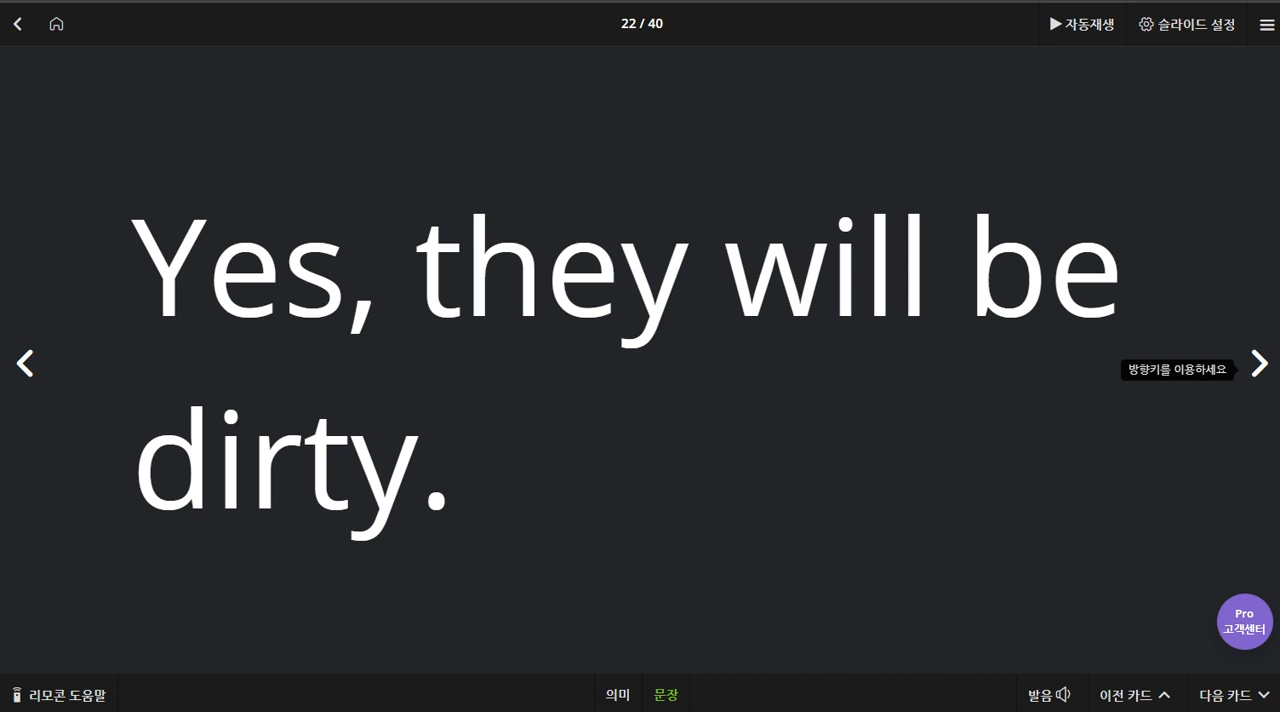 22 / 40
자동재생
슬라이드 설정
Yes, they will be
dirty.
방향키를 이용하세요
Pro
고객센터
리모콘 도움말
의미
문장
발음
이전 카드
다음 카드